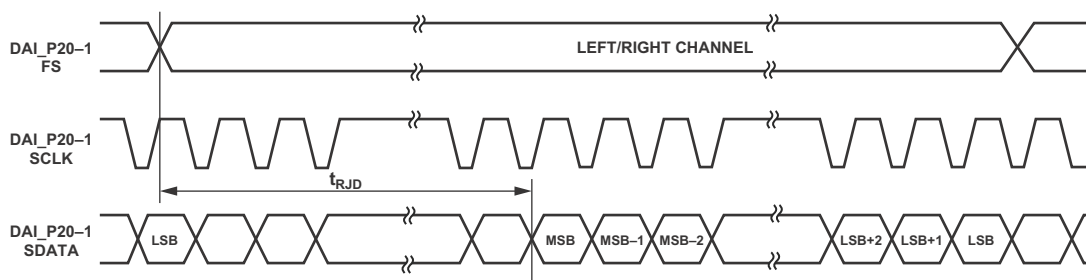 DAI_P20–1
FS
LEFT/RIGHT CHANNEL
DAI_P20–1
SCLK
tRJD
DAI_P20–1
SDATA
LSB
MSB
MSB–1
MSB–2
LSB+2
LSB+1
LSB